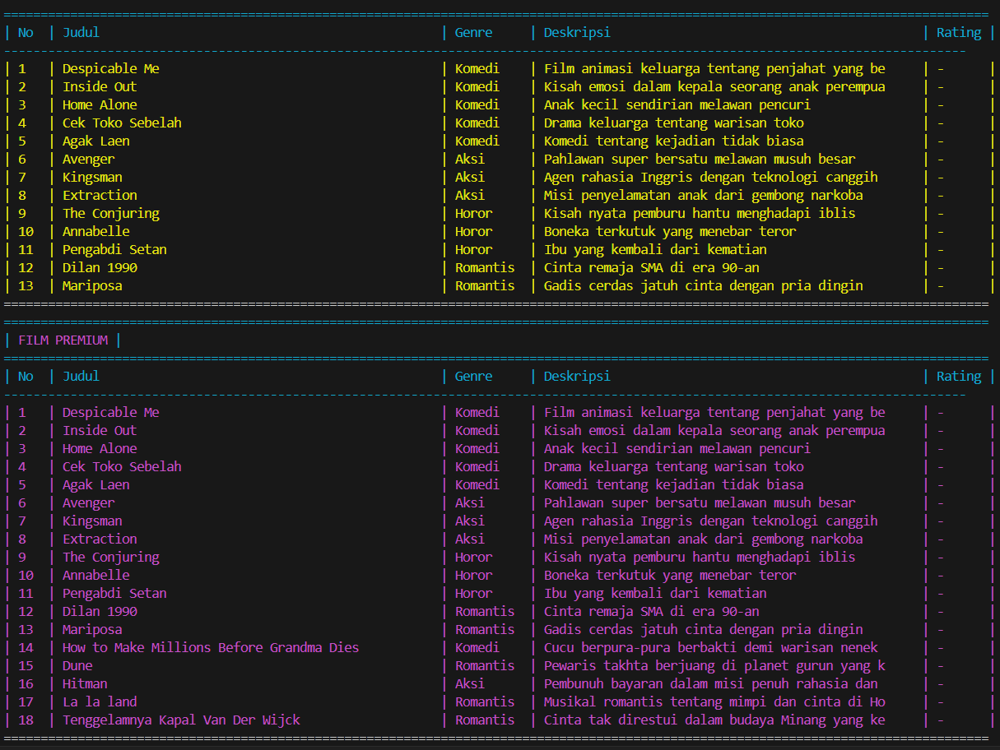 | No | Judul | Genre | Deskripsi | Rating |
| 1 | Despicable Me | Komedi | Film animasi keluarga tentang penjahat yang be | - |
| 2 | Inside Out | Komedi | Kisah emosi dalam kepala seorang anak perempua | - |
| 3 | Home Alone | Komedi | Anak kecil sendirian melawan pencuri | - |
| 4 | Cek Toko Sebelah | Komedi | Drama keluarga tentang warisan toko | - |
| 5 | Agak Laen | Komedi | Komedi tentang kejadian tidak biasa | - |
| 6 | Avenger | Aksi | Pahlawan super bersatu melawan musuh besar | - |
| 7 | Kingsman | Aksi | Agen rahasia Inggris dengan teknologi canggih | - |
| 8 | Extraction | Aksi | Misi penyelamatan anak dari gembong narkoba | - |
| 9 | The Conjuring | Horor | Kisah nyata pemburu hantu menghadapi iblis | - |
| 10 | Annabelle | Horor | Boneka terkutuk yang menebar teror | - |
| 11 | Pengabdi Setan | Horor | Ibu yang kembali dari kematian | - |
| 12 | Dilan 1990 | Romantis | Cinta remaja SMA di era 90-an | - |
| 13 | Mariposa | Romantis | Gadis cerdas jatuh cinta dengan pria dingin | - |
| FILM PREMIUM |
| No | Judul | Genre | Deskripsi | Rating |
| 1 | Despicable Me | Komedi | Film animasi keluarga tentang penjahat yang be | - |
| 2 | Inside Out | Komedi | Kisah emosi dalam kepala seorang anak perempua | - |
| 3 | Home Alone | Komedi | Anak kecil sendirian melawan pencuri | - |
| 4 | Cek Toko Sebelah | Komedi | Drama keluarga tentang warisan toko | - |
| 5 | Agak Laen | Komedi | Komedi tentang kejadian tidak biasa | - |
| 6 | Avenger | Aksi | Pahlawan super bersatu melawan musuh besar | - |
| 7 | Kingsman | Aksi | Agen rahasia Inggris dengan teknologi canggih | - |
| 8 | Extraction | Aksi | Misi penyelamatan anak dari gembong narkoba | - |
| 9 | The Conjuring | Horor | Kisah nyata pemburu hantu menghadapi iblis | - |
| 10 | Annabelle | Horor | Boneka terkutuk yang menebar teror | - |
| 11 | Pengabdi Setan | Horor | Ibu yang kembali dari kematian | - |
| 12 | Dilan 1990 | Romantis | Cinta remaja SMA di era 90-an | - |
| 13 | Mariposa | Romantis | Gadis cerdas jatuh cinta dengan pria dingin | - |
| 14 | How to Make Millions Before Grandma Dies | Komedi | Cucu berpura-pura berbakti demi warisan nenek | - |
| 15 | Dune | Romantis | Pewaris takhta berjuang di planet gurun yang k | - |
| 16 | Hitman | Aksi | Pembunuh bayaran dalam misi penuh rahasia dan | - |
| 17 | La la land | Romantis | Musikal romantis tentang mimpi dan cinta di Ho | - |
| 18 | Tenggelamnya Kapal Van Der Wijck | Romantis | Cinta tak direstui dalam budaya Minang yang ke | - |